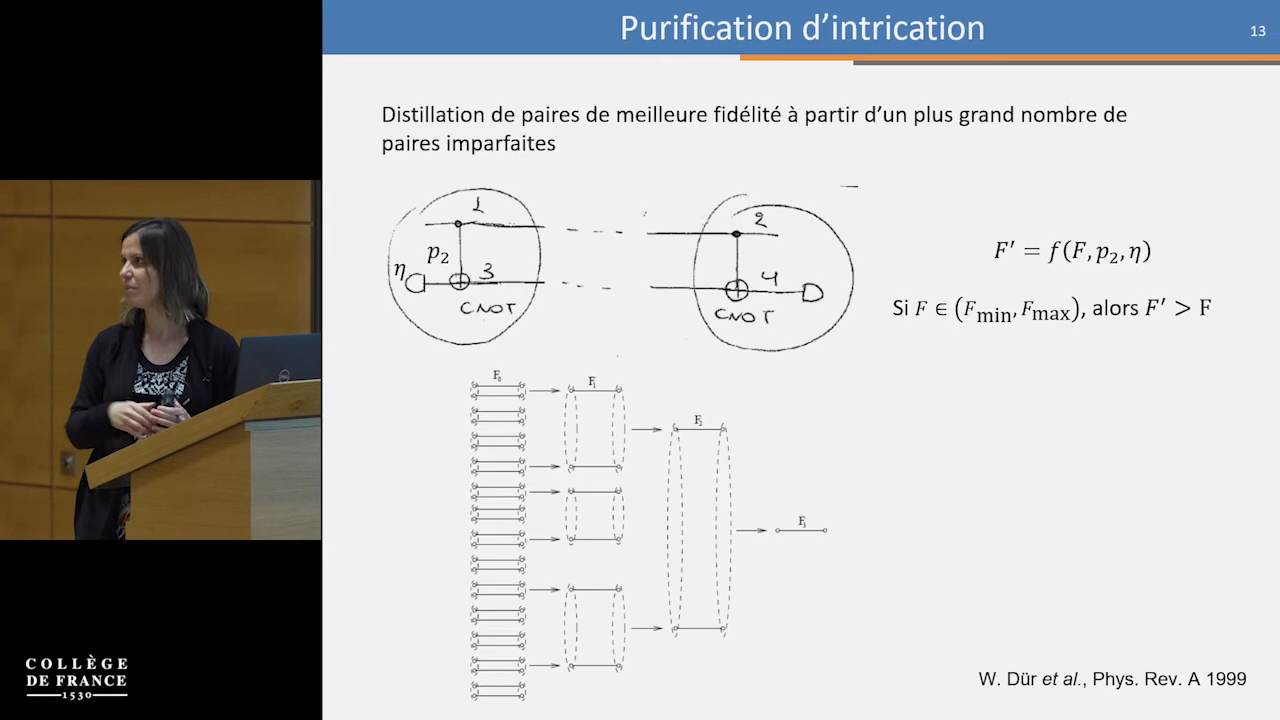 Purification d’intrication
13
Distillation de paires de meilleure fidélité à partir d’un plus grand nombre de
paires imparfaites
1
2
p₂
η
3
4
CNOT
CNOT
F′ = f(F, p₂, η)
Si F ∈ (Fmin, Fmax), alors F′ > F
F₀
F₁
F₂
F₃
W. Dür et al., Phys. Rev. A 1999
COLLÈGE
DE FRANCE
1530